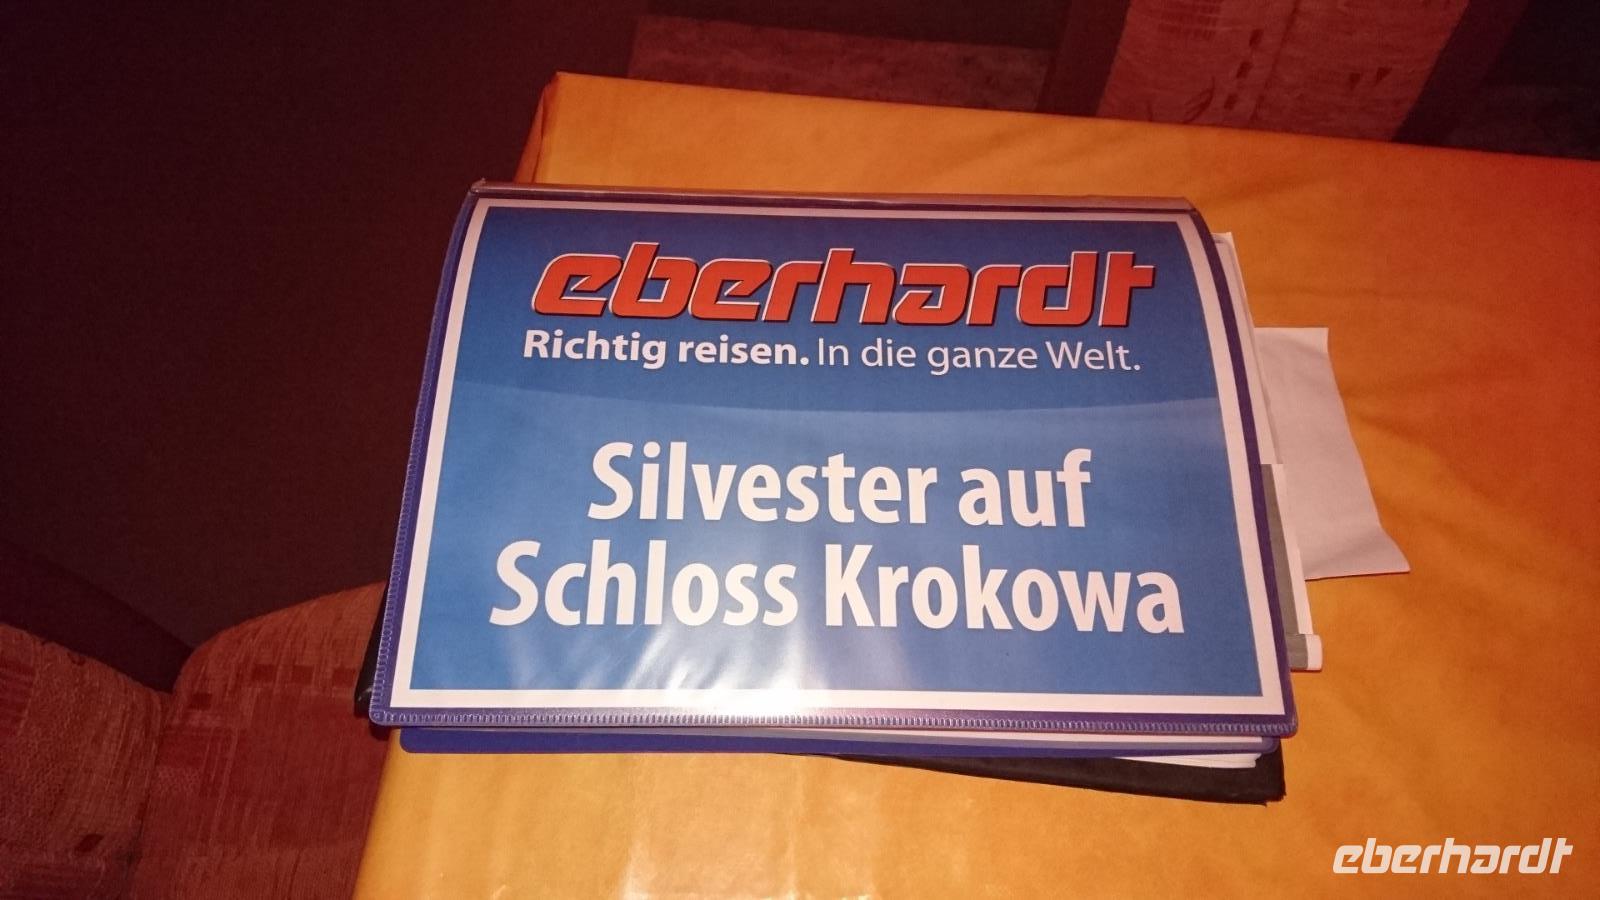 eberhardt
Richtig reisen. In die ganze Welt.
Silvester auf
Schloss Krokowa
eberhardt